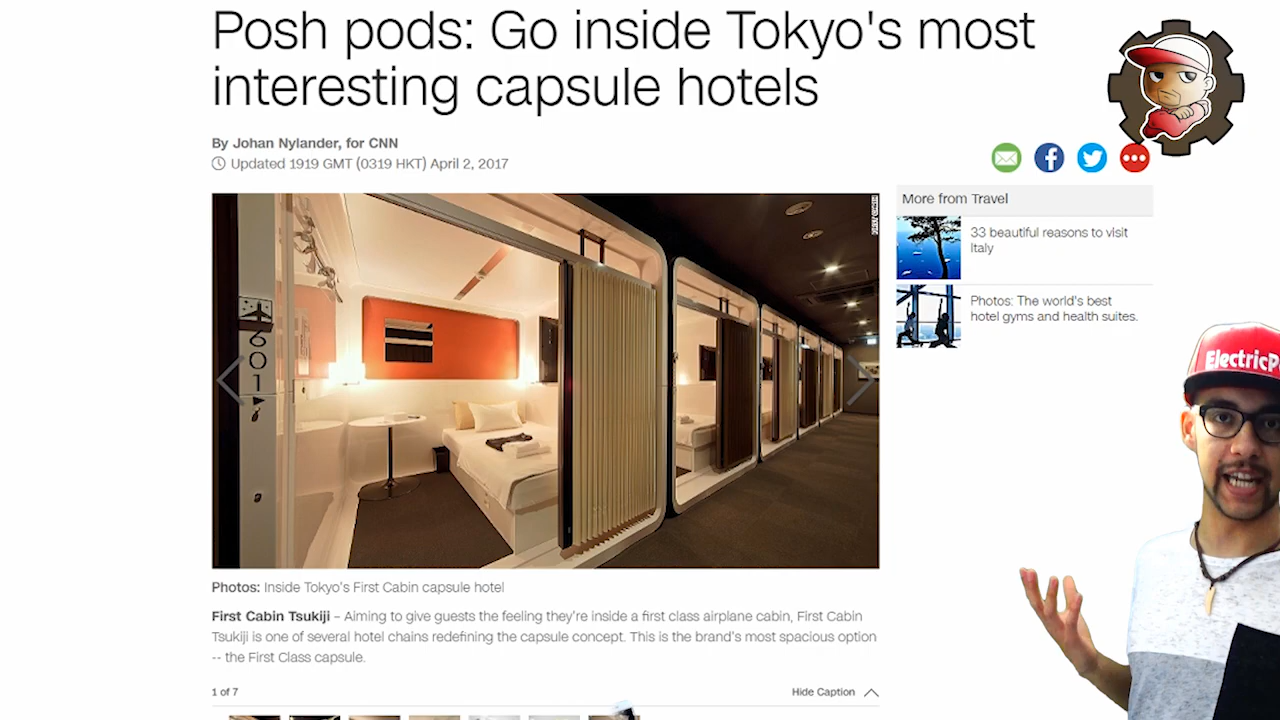 Posh pods: Go inside Tokyo's most
interesting capsule hotels
By Johan Nylander, for CNN
Updated 1919 GMT (0319 HKT) April 2, 2017
More from Travel
33 beautiful reasons to visit
Italy
Photos: The world's best
hotel gyms and health suites.
601
ElectricP
Photos: Inside Tokyo's First Cabin capsule hotel
First Cabin Tsukiji – Aiming to give guests the feeling they're inside a first class airplane cabin, First Cabin
Tsukiji is one of several hotel chains redefining the capsule concept. This is the brand's most spacious option
-- the First Class capsule.
1 of 7
Hide Caption